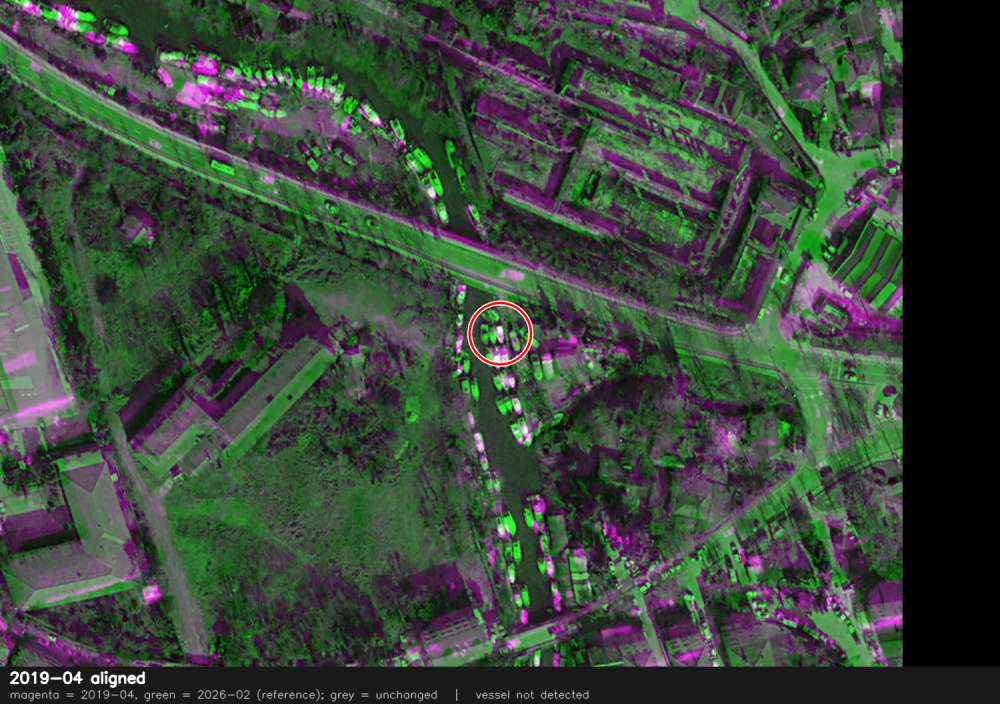 2019-04 aligned
magenta = 2019-04, green = 2026-02 (reference); grey = unchanged | vessel not detected